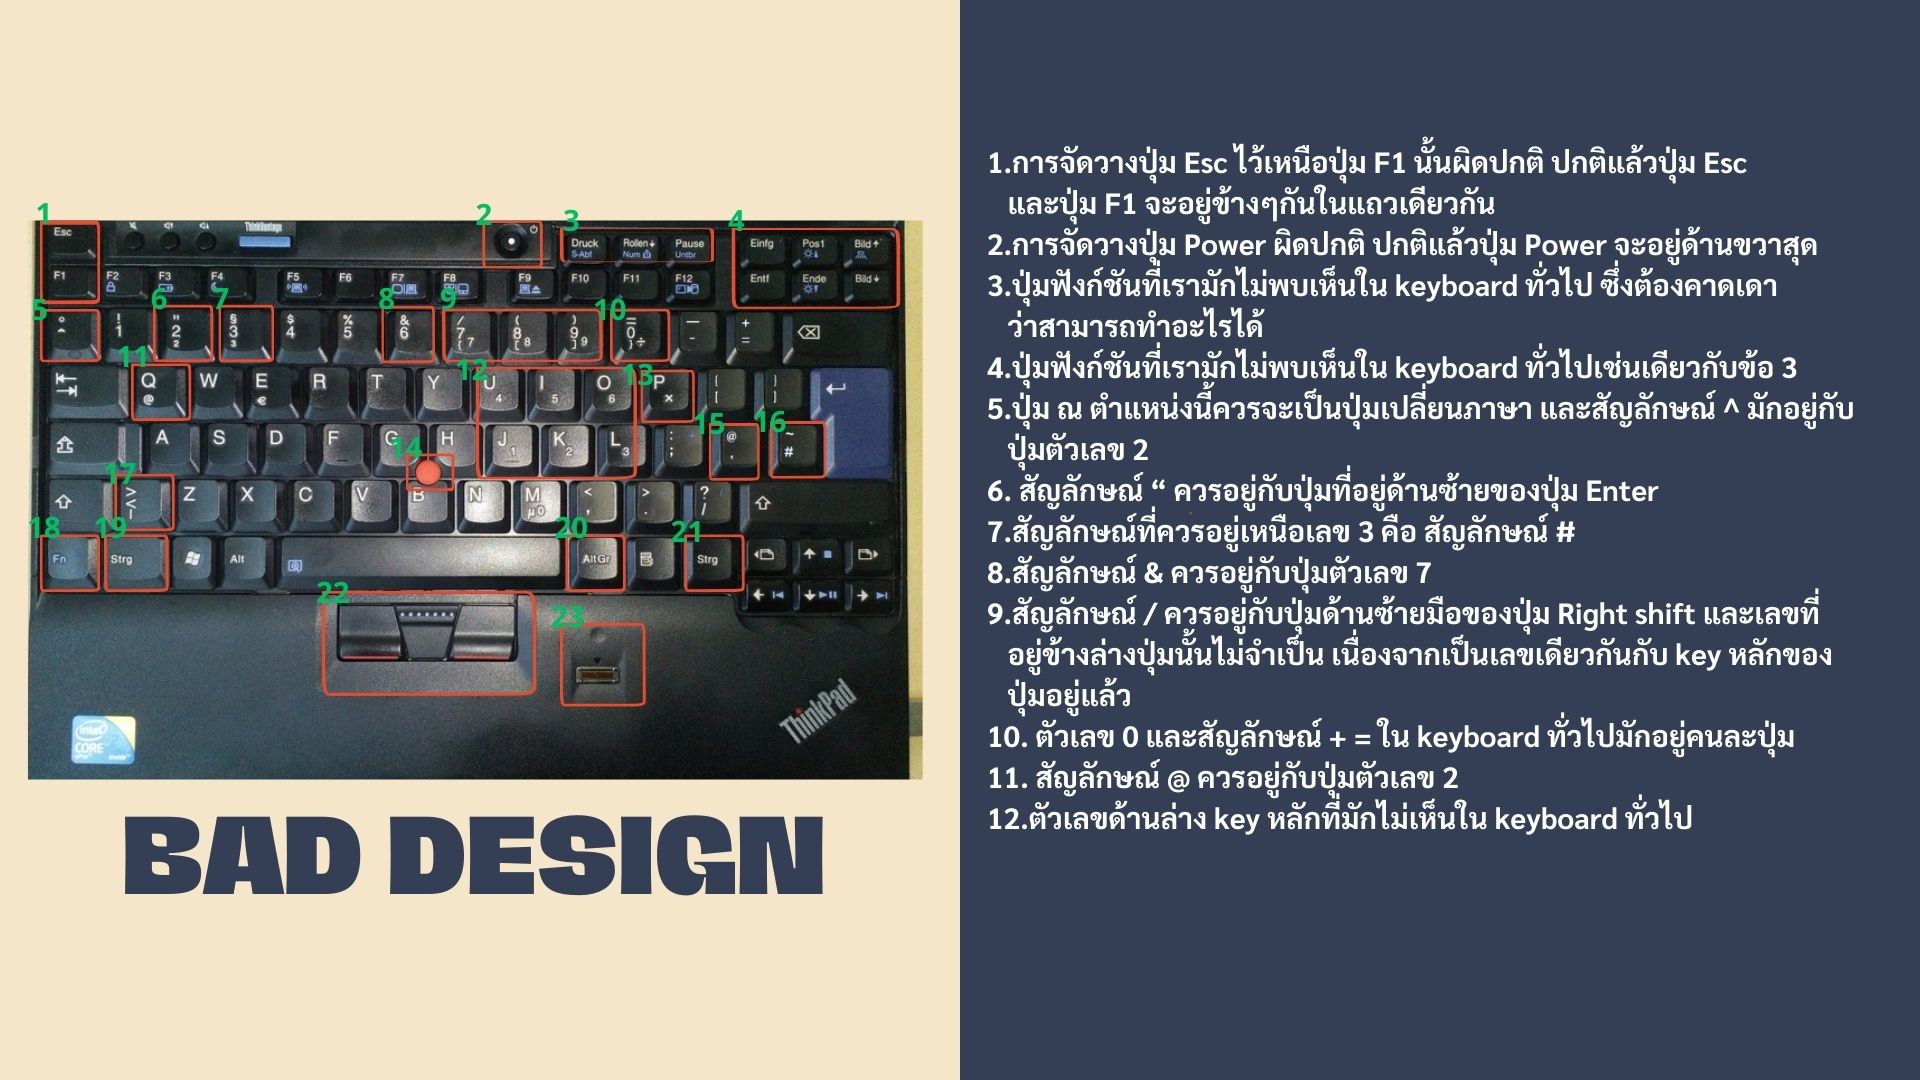 1 2 3 4
Esc ThinkVantage Druck Rollen Pause Einfg Pos1 Bild
S-Abf Num Untbr
F1 F2 F3 F4 F5 F6 F7 F8 F9 F10 F11 F12 Entf Ende Bild
5 6 7 8 9 10
° ! " § $ % & / ( ) = — +
^ 1 2 3 4 5 6 7 8 9 0 - =
2 3 [ 7 [ 8 ] 9 } ÷
11 12 13
Q W E R T Y U I O P [ ]
@ € 4 5 6 × [ ]
14 15 16
A S D F G H J K L : @ ~
1 2 3 ; ' #
17
> Z X C V B N M < > ?
< | µ , . /
18 19 20 21
Fn Strg Alt AltGr Strg
22
23
ThinkPad
intel
CORE
inside
BAD DESIGN
1.การจัดวางปุ่ม Esc ไว้เหนือปุ่ม F1 นั้นผิดปกติ ปกติแล้วปุ่ม Esc
และปุ่ม F1 จะอยู่ข้างๆกันในแถวเดียวกัน
2.การจัดวางปุ่ม Power ผิดปกติ ปกติแล้วปุ่ม Power จะอยู่ด้านขวาสุด
3.ปุ่มฟังก์ชันที่เรามักไม่พบเห็นใน keyboard ทั่วไป ซึ่งต้องคาดเดา
ว่าสามารถทำอะไรได้
4.ปุ่มฟังก์ชันที่เรามักไม่พบเห็นใน keyboard ทั่วไปเช่นเดียวกับข้อ 3
5.ปุ่ม ณ ตำแหน่งนี้ควรจะเป็นปุ่มเปลี่ยนภาษา และสัญลักษณ์ ^ มักอยู่กับ
ปุ่มตัวเลข 2
6. สัญลักษณ์ “ ควรอยู่กับปุ่มที่อยู่ด้านซ้ายของปุ่ม Enter
7.สัญลักษณ์ที่ควรอยู่เหนือเลข 3 คือ สัญลักษณ์ #
8.สัญลักษณ์ & ควรอยู่กับปุ่มตัวเลข 7
9.สัญลักษณ์ / ควรอยู่กับปุ่มด้านซ้ายมือของปุ่ม Right shift และเลขที่
อยู่ข้างล่างปุ่มนั้นไม่จำเป็น เนื่องจากเป็นเลขเดียวกันกับ key หลักของ
ปุ่มอยู่แล้ว
10. ตัวเลข 0 และสัญลักษณ์ + = ใน keyboard ทั่วไปมักอยู่คนละปุ่ม
11. สัญลักษณ์ @ ควรอยู่กับปุ่มตัวเลข 2
12.ตัวเลขด้านล่าง key หลักที่มักไม่เห็นใน keyboard ทั่วไป